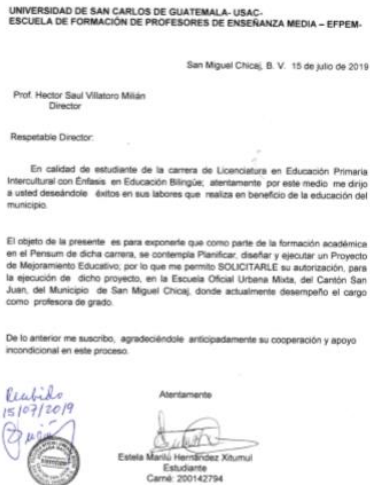 UNIVERSIDAD DE SAN CARLOS DE GUATEMALA- USAC-
ESCUELA DE FORMACIÓN DE PROFESORES DE ENSEÑANZA MEDIA – EFPEM-
San Miguel Chicaj, B. V. 15 de julio de 2019
Prof. Hector Saul Villatoro Milián
Director
Respetable Director:
En calidad de estudiante de la carrera de Licenciatura en Educación Primaria
Intercultural con Énfasis en Educación Bilingüe; atentamente por este medio me dirijo
a usted deseándole éxitos en sus labores que realiza en beneficio de la educación del
municipio.
El objeto de la presente es para exponerle que como parte de la formación académica
en el Pensum de dicha carrera, se contempla Planificar, diseñar y ejecutar un Proyecto
de Mejoramiento Educativo; por lo que me permito SOLICITARLE su autorización, para
la ejecución de dicho proyecto, en la Escuela Oficial Urbana Mixta, del Cantón San
Juan, del Municipio de San Miguel Chicaj, donde actualmente desempeño el cargo
como profesora de grado.
De lo anterior me suscribo, agradeciéndole anticipadamente su cooperación y apoyo
incondicional en este proceso.
Recibido
15/07/2019
Atentamente
Estela Marilú Hernández Xitumul
Estudiante
Carné: 200142794